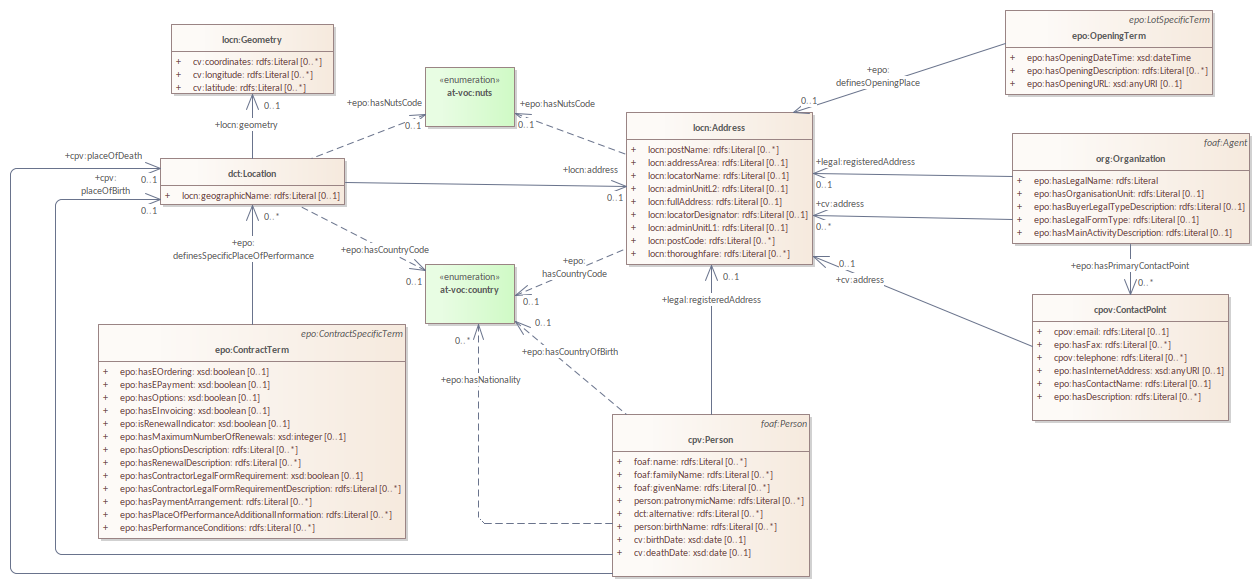 locn:Geometry
+ cv:coordinates: rdfs:Literal [0..*]
+ cv:longitude: rdfs:Literal [0..*]
+ cv:latitude: rdfs:Literal [0..*]
0..1
+locn:geometry
«enumeration»
at-voc:nuts
+epo:hasNutsCode
0..1
+epo:hasNutsCode
0..1
epo:LotSpecificTerm
epo:OpeningTerm
+ epo:hasOpeningDateTime: xsd:dateTime
+ epo:hasOpeningDescription: rdfs:Literal [0..*]
+ epo:hasOpeningURL: xsd:anyURI [0..1]
+epo:
definesOpeningPlace
0..1
locn:Address
+ locn:postName: rdfs:Literal [0..*]
+ locn:addressArea: rdfs:Literal [0..1]
+ locn:locatorName: rdfs:Literal [0..1]
+ locn:adminUnitL2: rdfs:Literal [0..1]
+ locn:fullAddress: rdfs:Literal [0..1]
+ locn:locatorDesignator: rdfs:Literal [0..1]
+ locn:adminUnitL1: rdfs:Literal [0..1]
+ locn:postCode: rdfs:Literal [0..*]
+ locn:thoroughfare: rdfs:Literal [0..*]
foaf:Agent
org:Organization
+ epo:hasLegalName: rdfs:Literal
+ epo:hasOrganisationUnit: rdfs:Literal [0..1]
+ epo:hasBuyerLegalTypeDescription: rdfs:Literal [0..1]
+ epo:hasLegalFormType: rdfs:Literal [0..1]
+ epo:hasMainActivityDescription: rdfs:Literal [0..1]
+legal:registeredAddress
0..1
+cv:address
0..*
+cpv:placeOfDeath
0..1
+cpv:
placeOfBirth
0..1
dct:Location
+ locn:geographicName: rdfs:Literal [0..1]
+locn:address
0..1
0..*
+epo:
definesSpecificPlaceOfPerformance
+epo:hasCountryCode
0..1
«enumeration»
at-voc:country
+epo:
hasCountryCode
0..1
0..1
+epo:hasCountryOfBirth
0..*
+epo:hasNationality
0..1
+legal:registeredAddress
0..1
+cv:address
+epo:hasPrimaryContactPoint
0..*
cpov:ContactPoint
+ cpov:email: rdfs:Literal [0..1]
+ epo:hasFax: rdfs:Literal [0..*]
+ cpov:telephone: rdfs:Literal [0..*]
+ epo:hasInternetAddress: xsd:anyURI [0..1]
+ epo:hasContactName: rdfs:Literal [0..1]
+ epo:hasDescription: rdfs:Literal [0..*]
epo:ContractSpecificTerm
epo:ContractTerm
+ epo:hasEOrdering: xsd:boolean [0..1]
+ epo:hasEPayment: xsd:boolean [0..1]
+ epo:hasOptions: xsd:boolean [0..1]
+ epo:hasEInvoicing: xsd:boolean [0..1]
+ epo:isRenewalIndicator: xsd:boolean [0..1]
+ epo:hasMaximumNumberOfRenewals: xsd:integer [0..1]
+ epo:hasOptionsDescription: rdfs:Literal [0..*]
+ epo:hasRenewalDescription: rdfs:Literal [0..*]
+ epo:hasContractorLegalFormRequirement: xsd:boolean [0..1]
+ epo:hasContractorLegalFormRequirementDescription: rdfs:Literal [0..*]
+ epo:hasPaymentArrangement: rdfs:Literal [0..*]
+ epo:hasPlaceOfPerformanceAdditionalInformation: rdfs:Literal [0..*]
+ epo:hasPerformanceConditions: rdfs:Literal [0..*]
foaf:Person
cpv:Person
+ foaf:name: rdfs:Literal [0..*]
+ foaf:familyName: rdfs:Literal [0..*]
+ foaf:givenName: rdfs:Literal [0..*]
+ person:patronymicName: rdfs:Literal [0..*]
+ dct:alternative: rdfs:Literal [0..*]
+ person:birthName: rdfs:Literal [0..*]
+ cv:birthDate: xsd:date [0..1]
+ cv:deathDate: xsd:date [0..1]